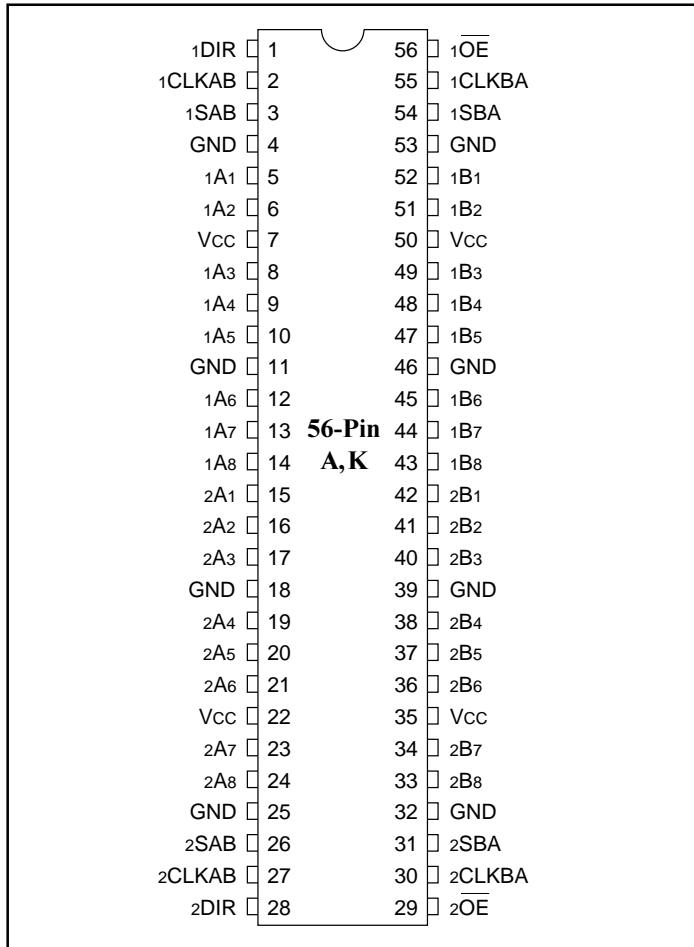 1DIR 1 56 1O̅E̅
1CLKAB 2 55 1CLKBA
1SAB 3 54 1SBA
GND 4 53 GND
1A1 5 52 1B1
1A2 6 51 1B2
VCC 7 50 VCC
1A3 8 49 1B3
1A4 9 48 1B4
1A5 10 47 1B5
GND 11 46 GND
1A6 12 45 1B6
1A7 13 56-Pin 44 1B7
1A8 14 A, K 43 1B8
2A1 15 42 2B1
2A2 16 41 2B2
2A3 17 40 2B3
GND 18 39 GND
2A4 19 38 2B4
2A5 20 37 2B5
2A6 21 36 2B6
VCC 22 35 VCC
2A7 23 34 2B7
2A8 24 33 2B8
GND 25 32 GND
2SAB 26 31 2SBA
2CLKAB 27 30 2CLKBA
2DIR 28 29 2O̅E̅